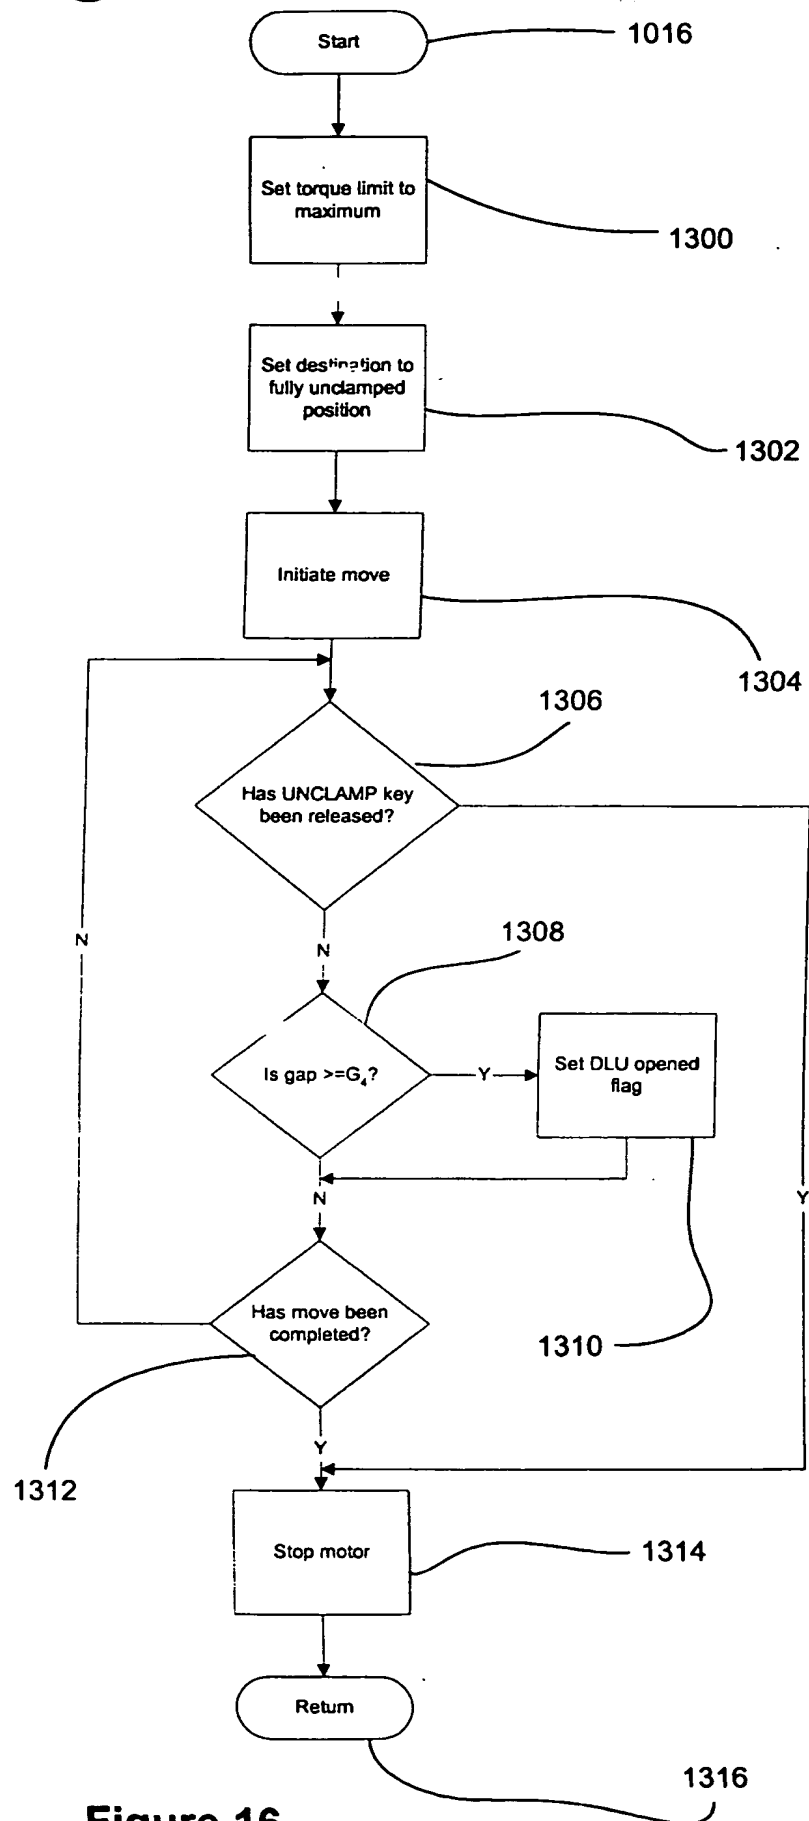 Start
1016
Set torque limit to
maximum
1300
Set destination to
fully unclamped
position
1302
Initiate move
1304
1306
Has UNCLAMP key
been released?
N
N
1308
Is gap >=G₄?
Y
Set DLU opened
flag
N
Y
Has move been
completed?
1310
Y
1312
Stop motor
1314
Return
1316
Figure 16